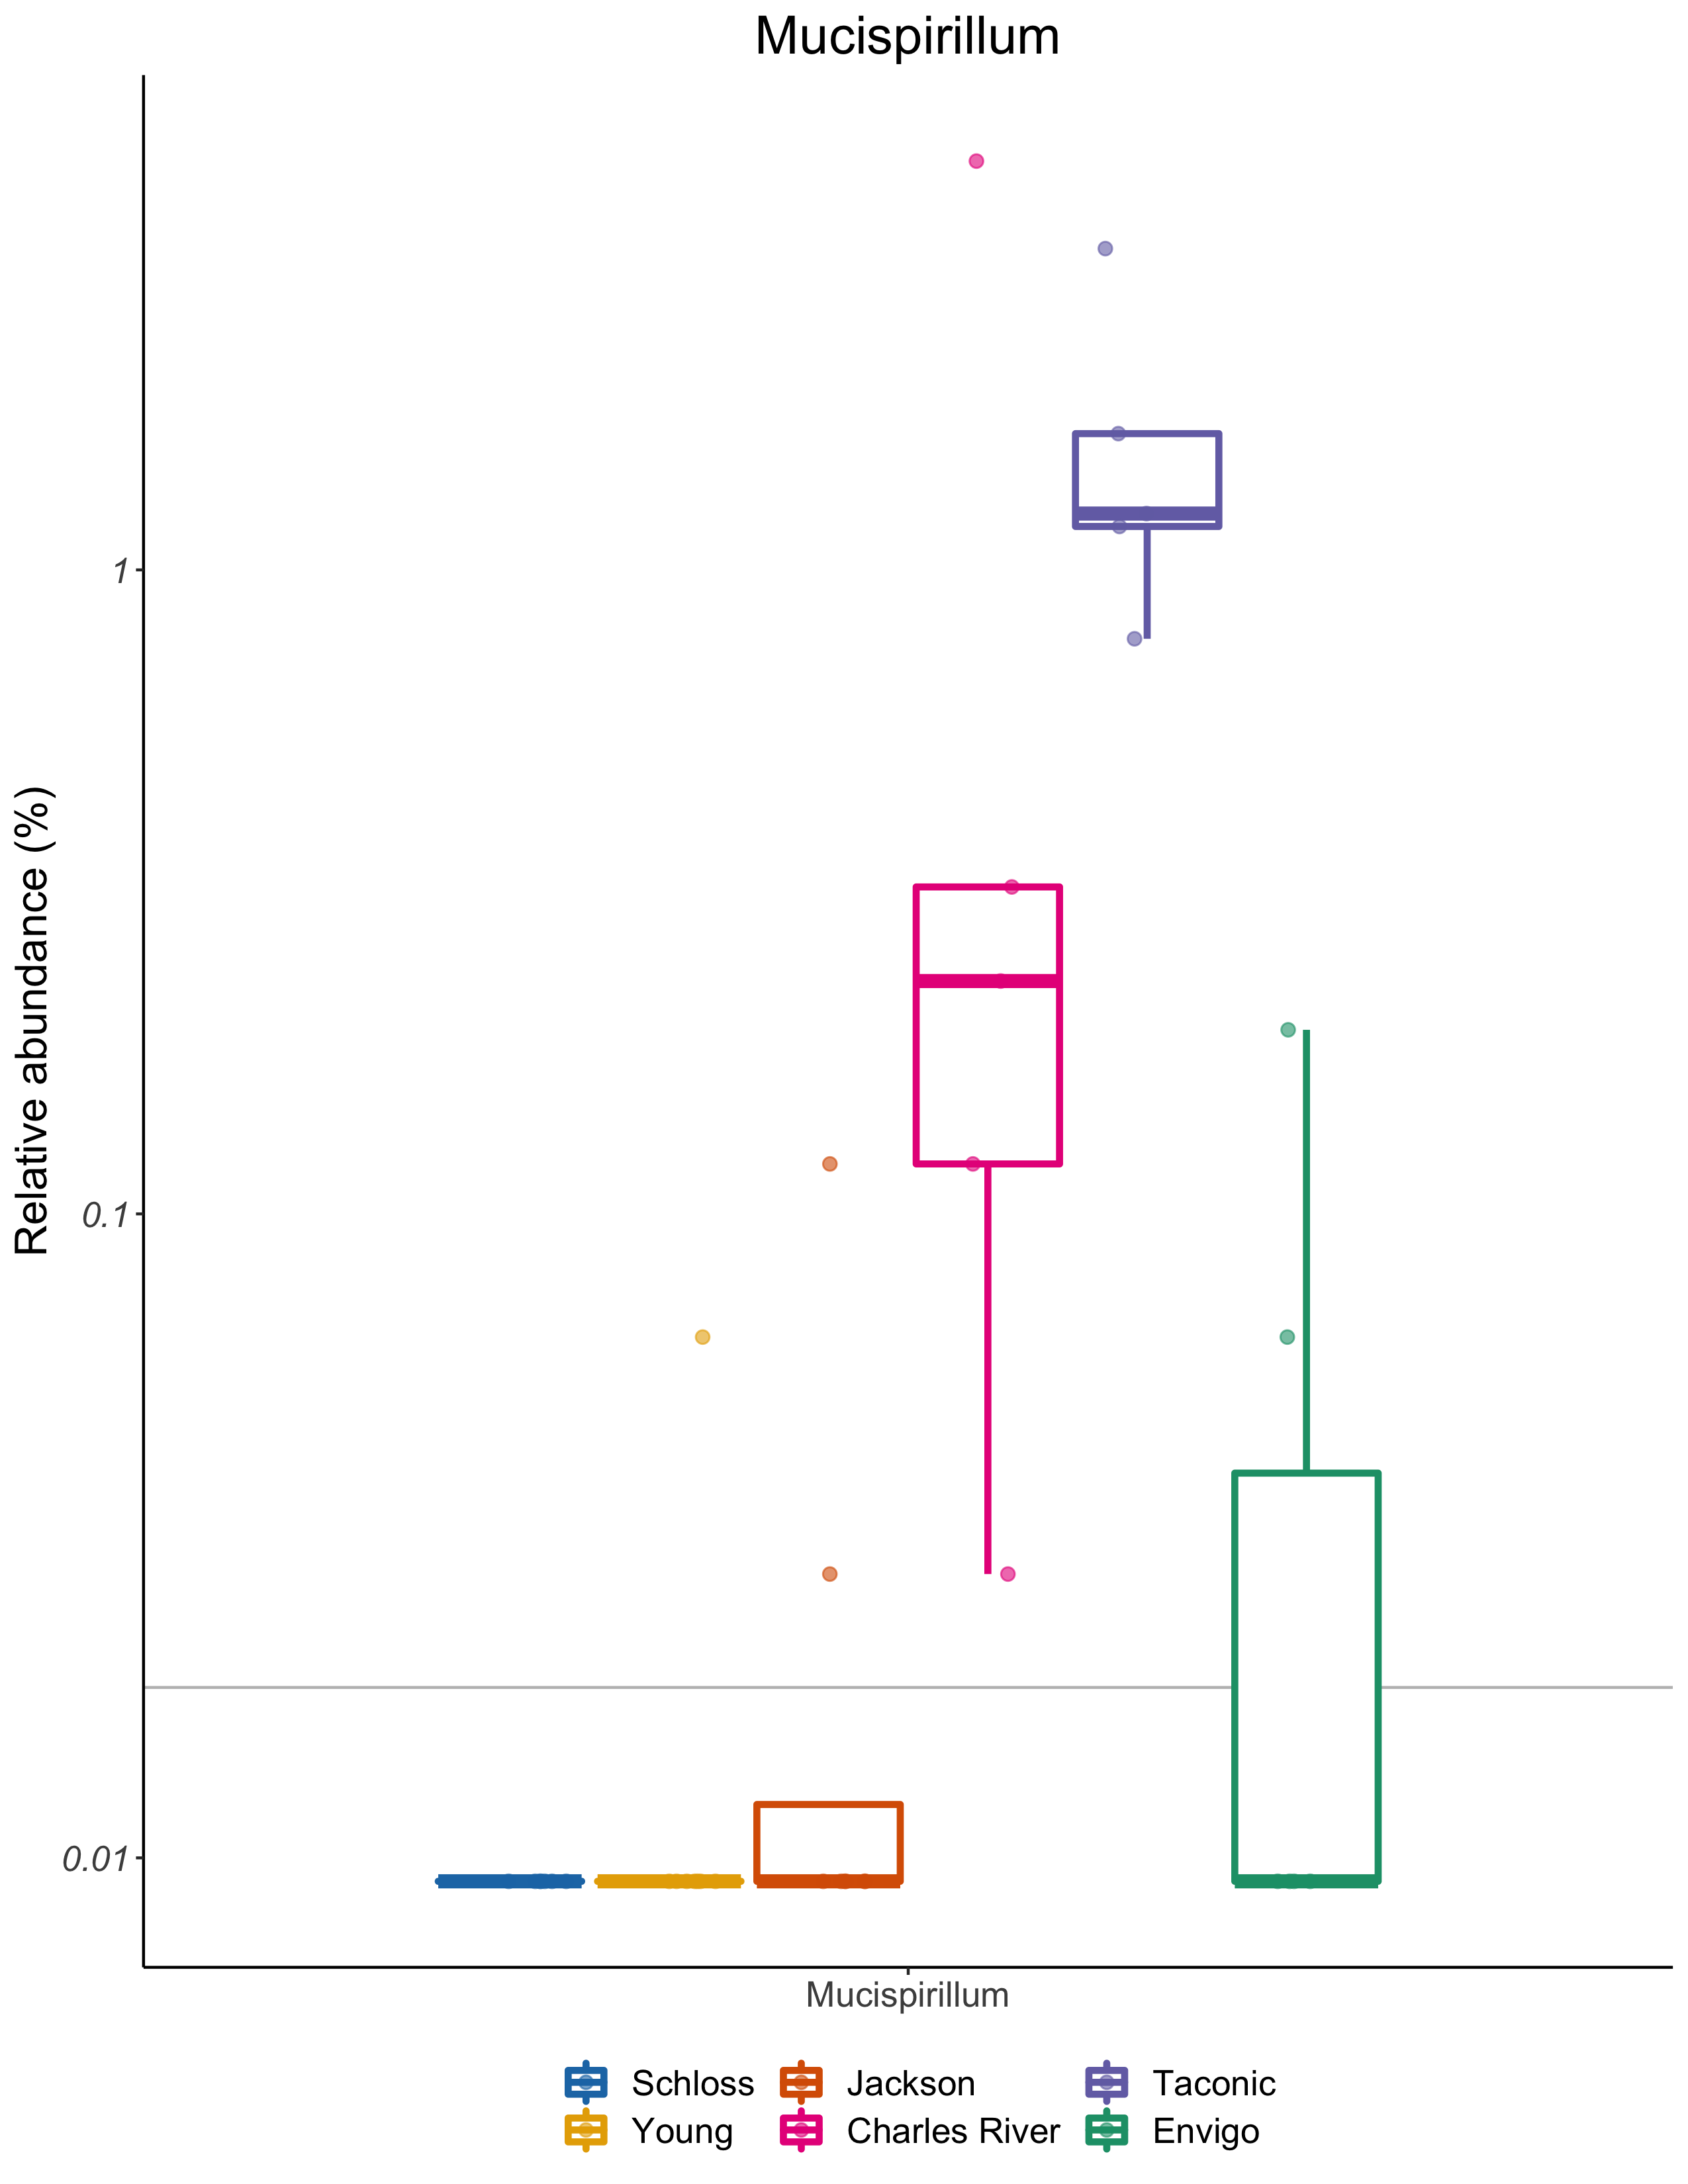 Mucispirillum
Relative abundance (%)
1
0.1
0.01
Mucispirillum
Schloss
Jackson
Taconic
Young
Charles River
Envigo